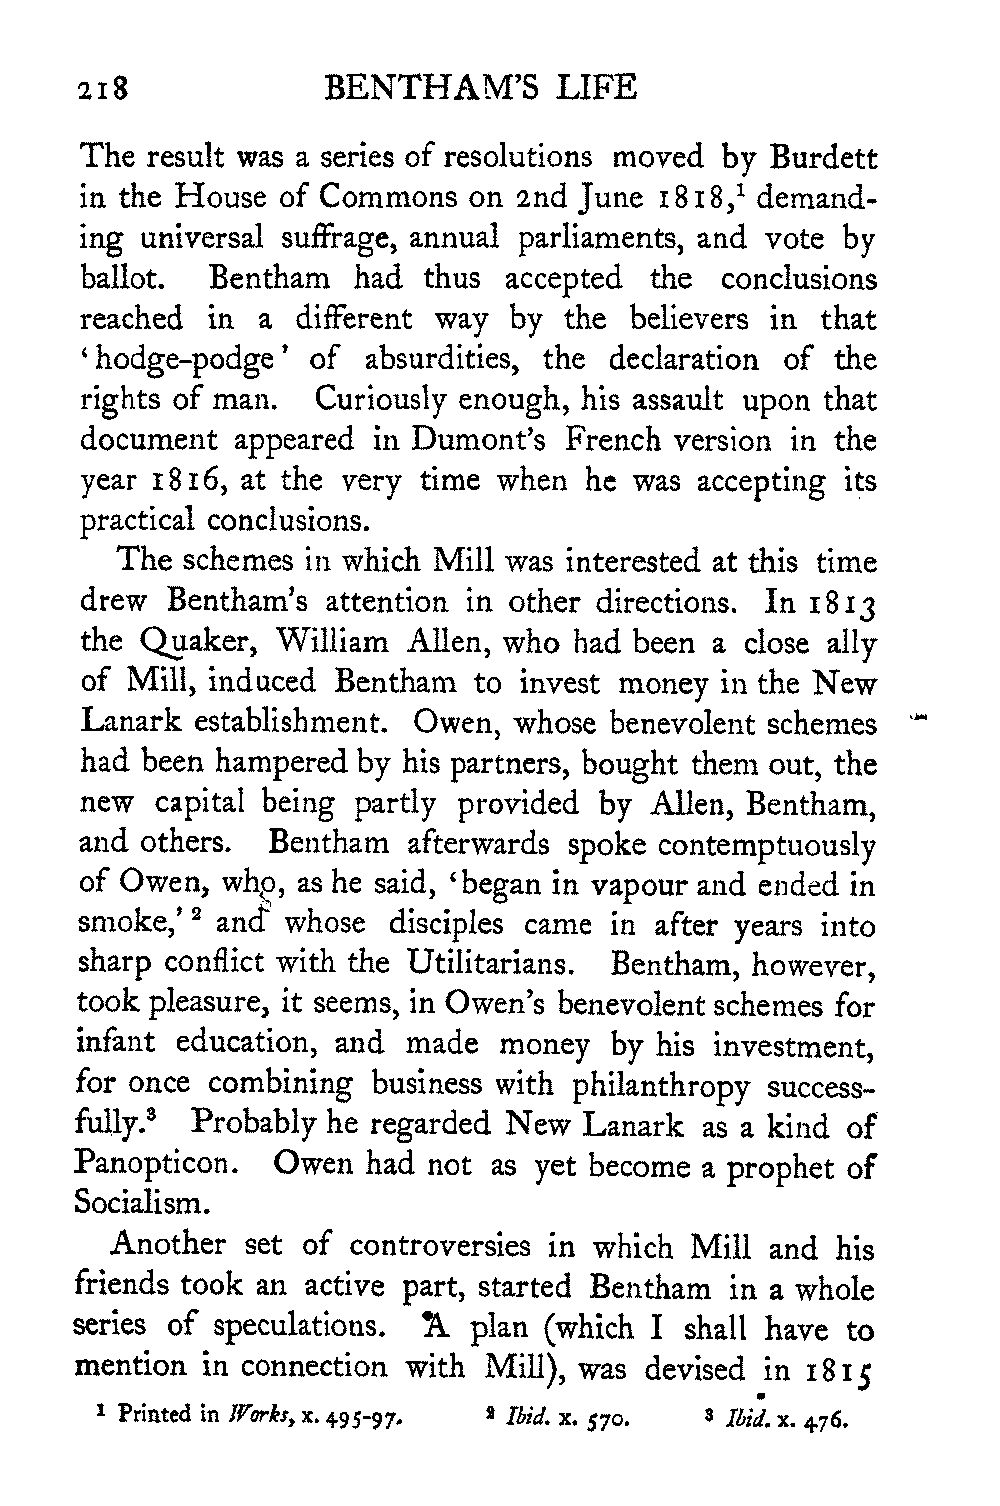 218 BENTHAM'S LIFE
The result was a series of resolutions moved by Burdett
in the House of Commons on 2nd June 1818,¹ demand-
ing universal suffrage, annual parliaments, and vote by
ballot. Bentham had thus accepted the conclusions
reached in a different way by the believers in that
‘hodge-podge’ of absurdities, the declaration of the
rights of man. Curiously enough, his assault upon that
document appeared in Dumont's French version in the
year 1816, at the very time when he was accepting its
practical conclusions.
The schemes in which Mill was interested at this time
drew Bentham's attention in other directions. In 1813
the Quaker, William Allen, who had been a close ally
of Mill, induced Bentham to invest money in the New
Lanark establishment. Owen, whose benevolent schemes
had been hampered by his partners, bought them out, the
new capital being partly provided by Allen, Bentham,
and others. Bentham afterwards spoke contemptuously
of Owen, who, as he said, ‘began in vapour and ended in
smoke,’² and whose disciples came in after years into
sharp conflict with the Utilitarians. Bentham, however,
took pleasure, it seems, in Owen's benevolent schemes for
infant education, and made money by his investment,
for once combining business with philanthropy success-
fully.³ Probably he regarded New Lanark as a kind of
Panopticon. Owen had not as yet become a prophet of
Socialism.
Another set of controversies in which Mill and his
friends took an active part, started Bentham in a whole
series of speculations. A plan (which I shall have to
mention in connection with Mill), was devised in 1815
¹ Printed in Works, x. 495-97. ² Ibid. x. 570. ³ Ibid. x. 476.